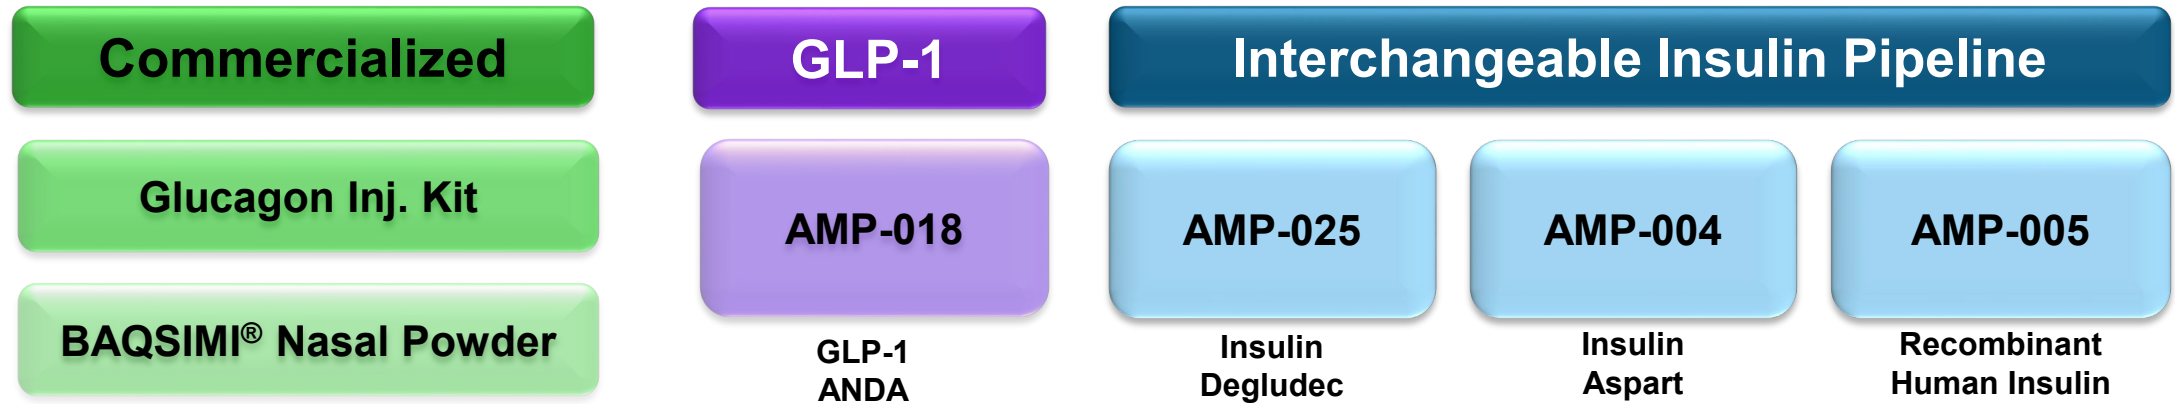 Commercialized
Glucagon Inj. Kit
BAQSIMI® Nasal Powder
GLP-1
AMP-018
GLP-1
ANDA
Interchangeable Insulin Pipeline
AMP-025
Insulin
Degludec
AMP-004
Insulin
Aspart
AMP-005
Recombinant
Human Insulin